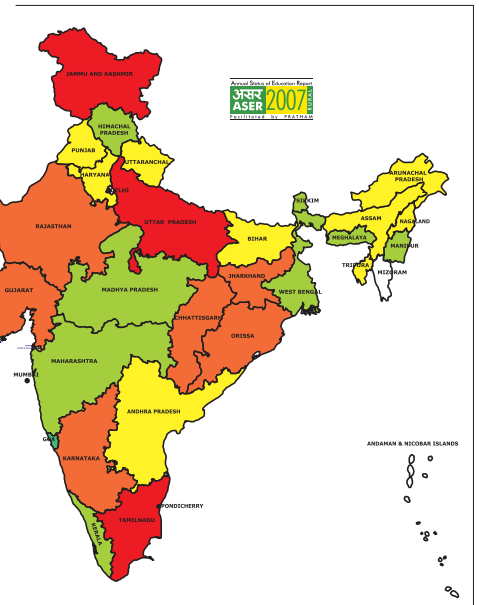 JAMMU AND KASHMIR
Annual Status of Education Report
असर
ASER
2007
RURAL
Facilitated by PRATHAM
HIMACHAL
PRADESH
PUNJAB
UTTARANCHAL
HARYANA
DELHI
ARUNACHAL
PRADESH
SIKKIM
RAJASTHAN
UTTAR PRADESH
ASSAM
NAGALAND
BIHAR
MEGHALAYA
MANIPUR
TRIPURA
MIZORAM
GUJARAT
MADHYA PRADESH
JHARKHAND
WEST BENGAL
CHHATTISGARH
ORISSA
MAHARASHTRA
MUMBAI
ANDHRA PRADESH
GOA
KARNATAKA
ANDAMAN & NICOBAR ISLANDS
PONDICHERRY
TAMILNADU
KERALA